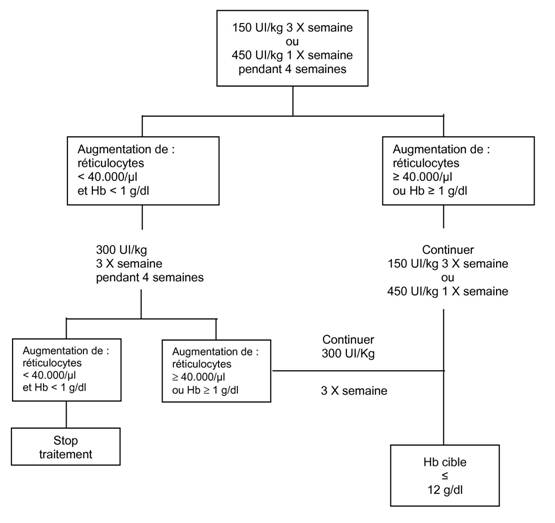 150 UI/kg 3 X semaine
ou
450 UI/kg 1 X semaine
pendant 4 semaines
Augmentation de :
réticulocytes
< 40.000/µl
et Hb < 1 g/dl
Augmentation de :
réticulocytes
≥ 40.000/µl
ou Hb ≥ 1 g/dl
300 UI/kg
3 X semaine
pendant 4 semaines
Continuer
150 UI/kg 3 X semaine
ou
450 UI/kg 1 X semaine
Augmentation de :
réticulocytes
< 40.000/µl
et Hb < 1 g/dl
Augmentation de :
réticulocytes
≥ 40.000/µl
ou Hb ≥ 1 g/dl
Continuer
300 UI/Kg
3 X semaine
Stop
traitement
Hb cible
≤
12 g/dl